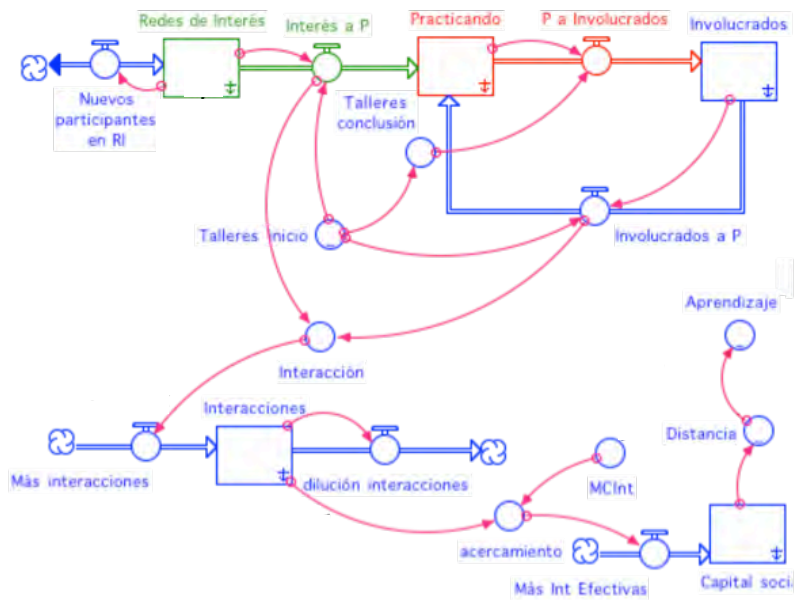 Redes de Interés
Interés a P
Practicando
P a Involucrados
Involucrados
Nuevos
participantes
en RI
Talleres
conclusión
Talleres inicio
Involucrados a P
Aprendizaje
Interacción
Interacciones
Distancia
Más interacciones
dilución interacciones
MCInt
acercamiento
Más Int Efectivas
Capital soci